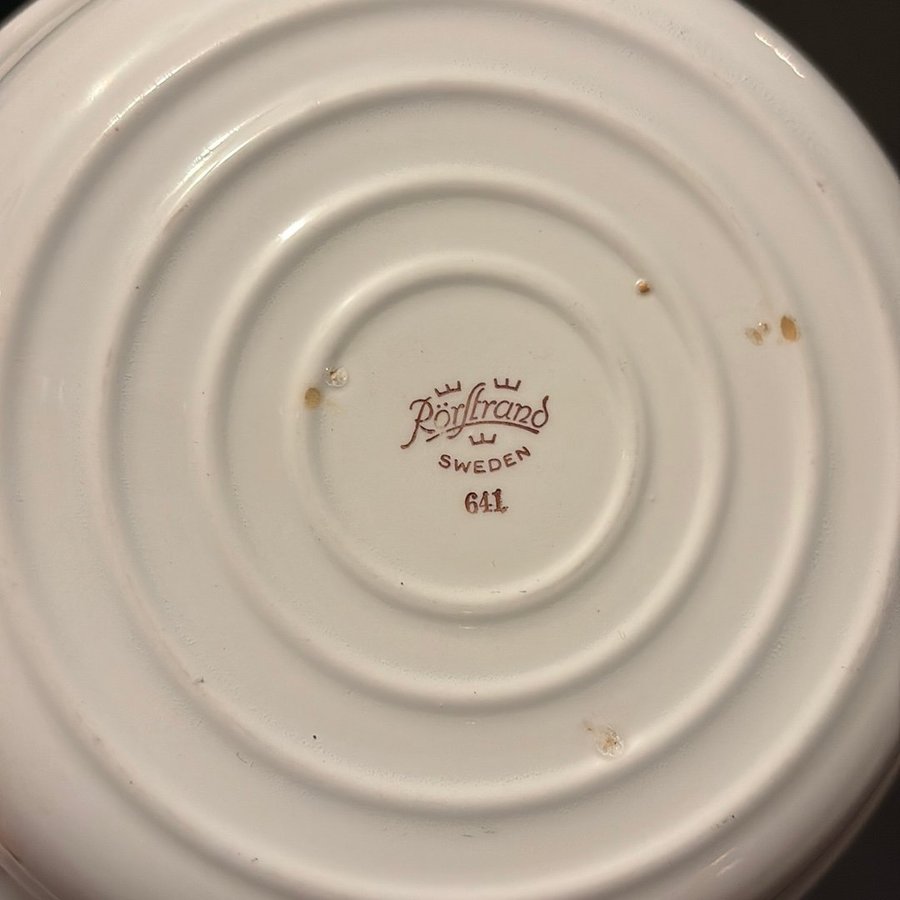 Rörstrand
SWEDEN
641